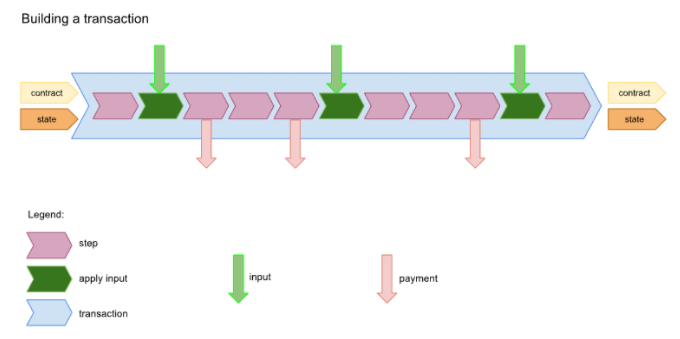 Building a transaction
contract
contract
state
state
Legend:
step
apply input
input
payment
transaction